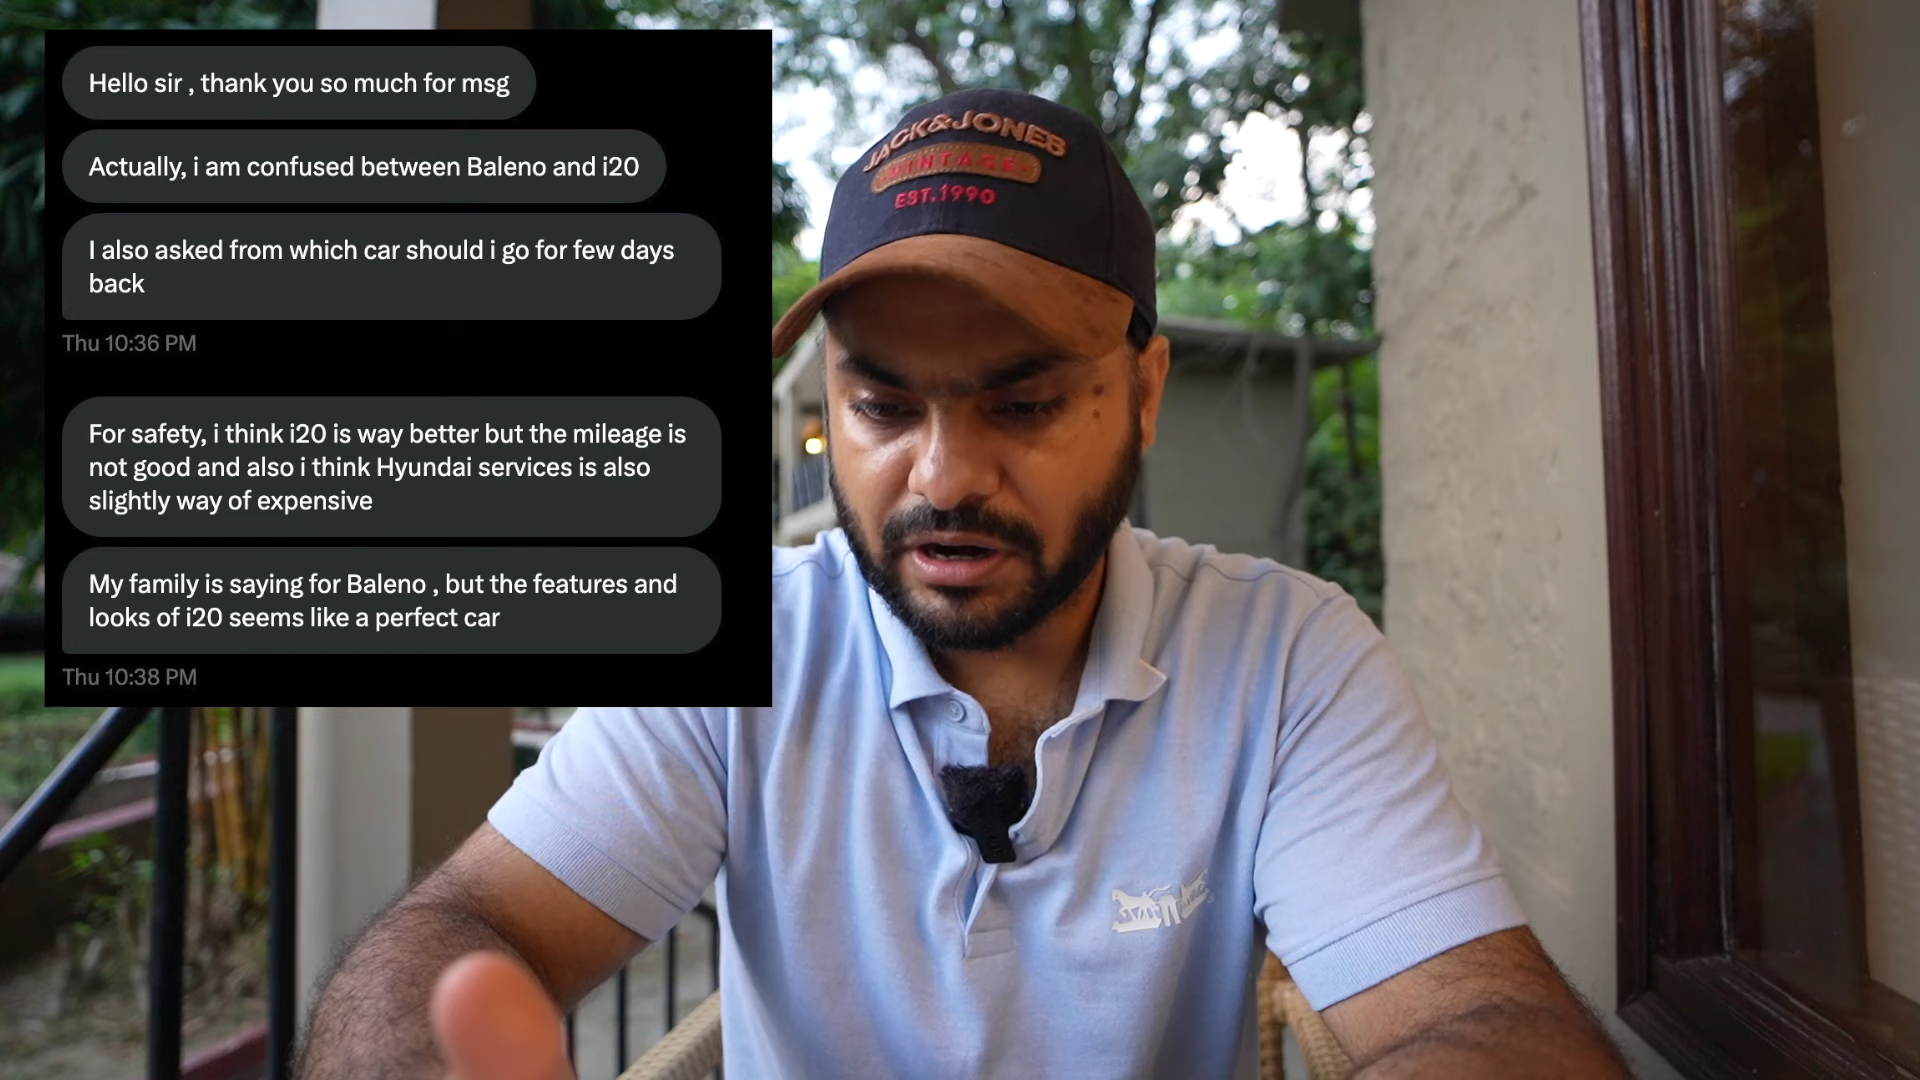 Hello sir , thank you so much for msg
Actually, i am confused between Baleno and i20
I also asked from which car should i go for few days
back
Thu 10:36 PM
For safety, i think i20 is way better but the mileage is
not good and also i think Hyundai services is also
slightly way of expensive
My family is saying for Baleno , but the features and
looks of i20 seems like a perfect car
Thu 10:38 PM
JACK&JONES
VINTAGE
EST.1990